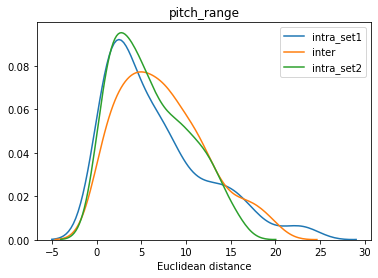 pitch_range
intra_set1
inter
intra_set2
0.08
0.06
0.04
0.02
0.00
−5 0 5 10 15 20 25 30
Euclidean distance